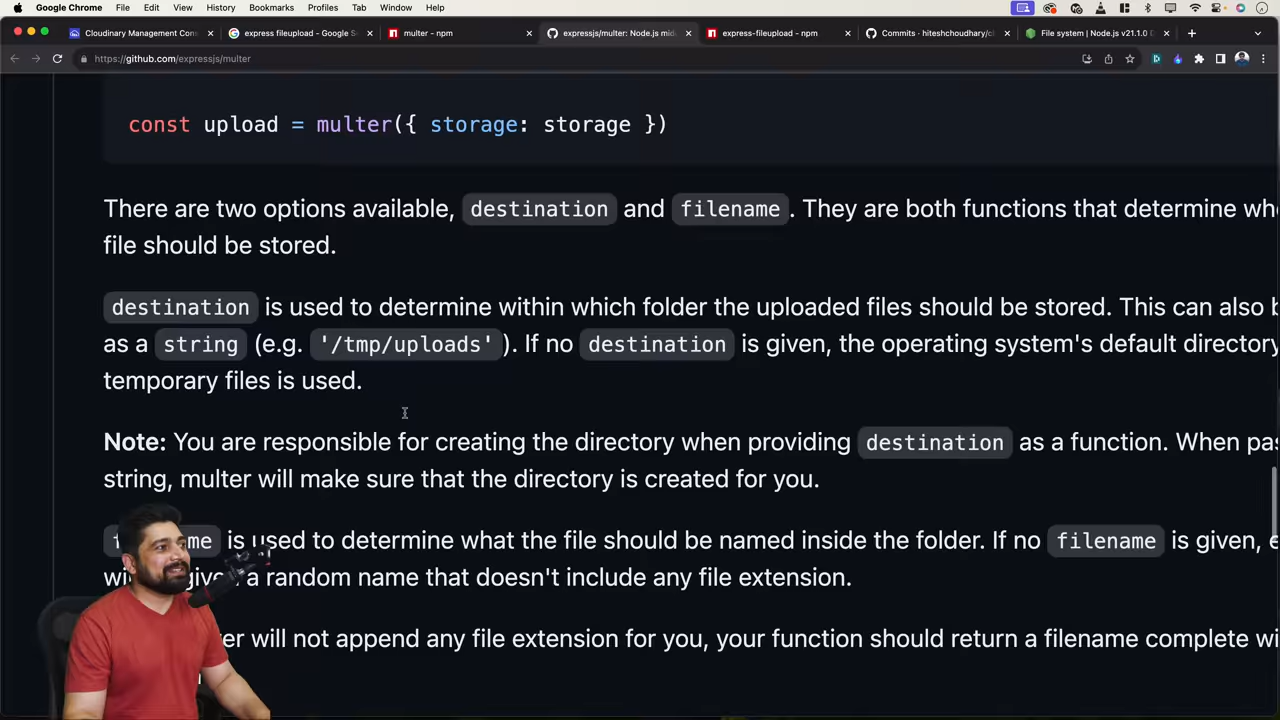 Google Chrome File Edit View History Bookmarks Profiles Tab Window Help
Cloudinary Management Con
express fileupload - Google Se
multer - npm
expressjs/multer: Node.js mid
express-fileupload - npm
Commits · hiteshchoudhary/c
File system | Node.js v21.1.0 D
https://github.com/expressjs/multer
const upload = multer({ storage: storage })
There are two options available, destination and filename. They are both functions that determine whe
file should be stored.
destination is used to determine within which folder the uploaded files should be stored. This can also b
as a string (e.g. '/tmp/uploads'). If no destination is given, the operating system's default directory
temporary files is used.
Note: You are responsible for creating the directory when providing destination as a function. When pas
string, multer will make sure that the directory is created for you.
is used to determine what the file should be named inside the folder. If no filename is given, e
a random name that doesn't include any file extension.
will not append any file extension for you, your function should return a filename complete wi